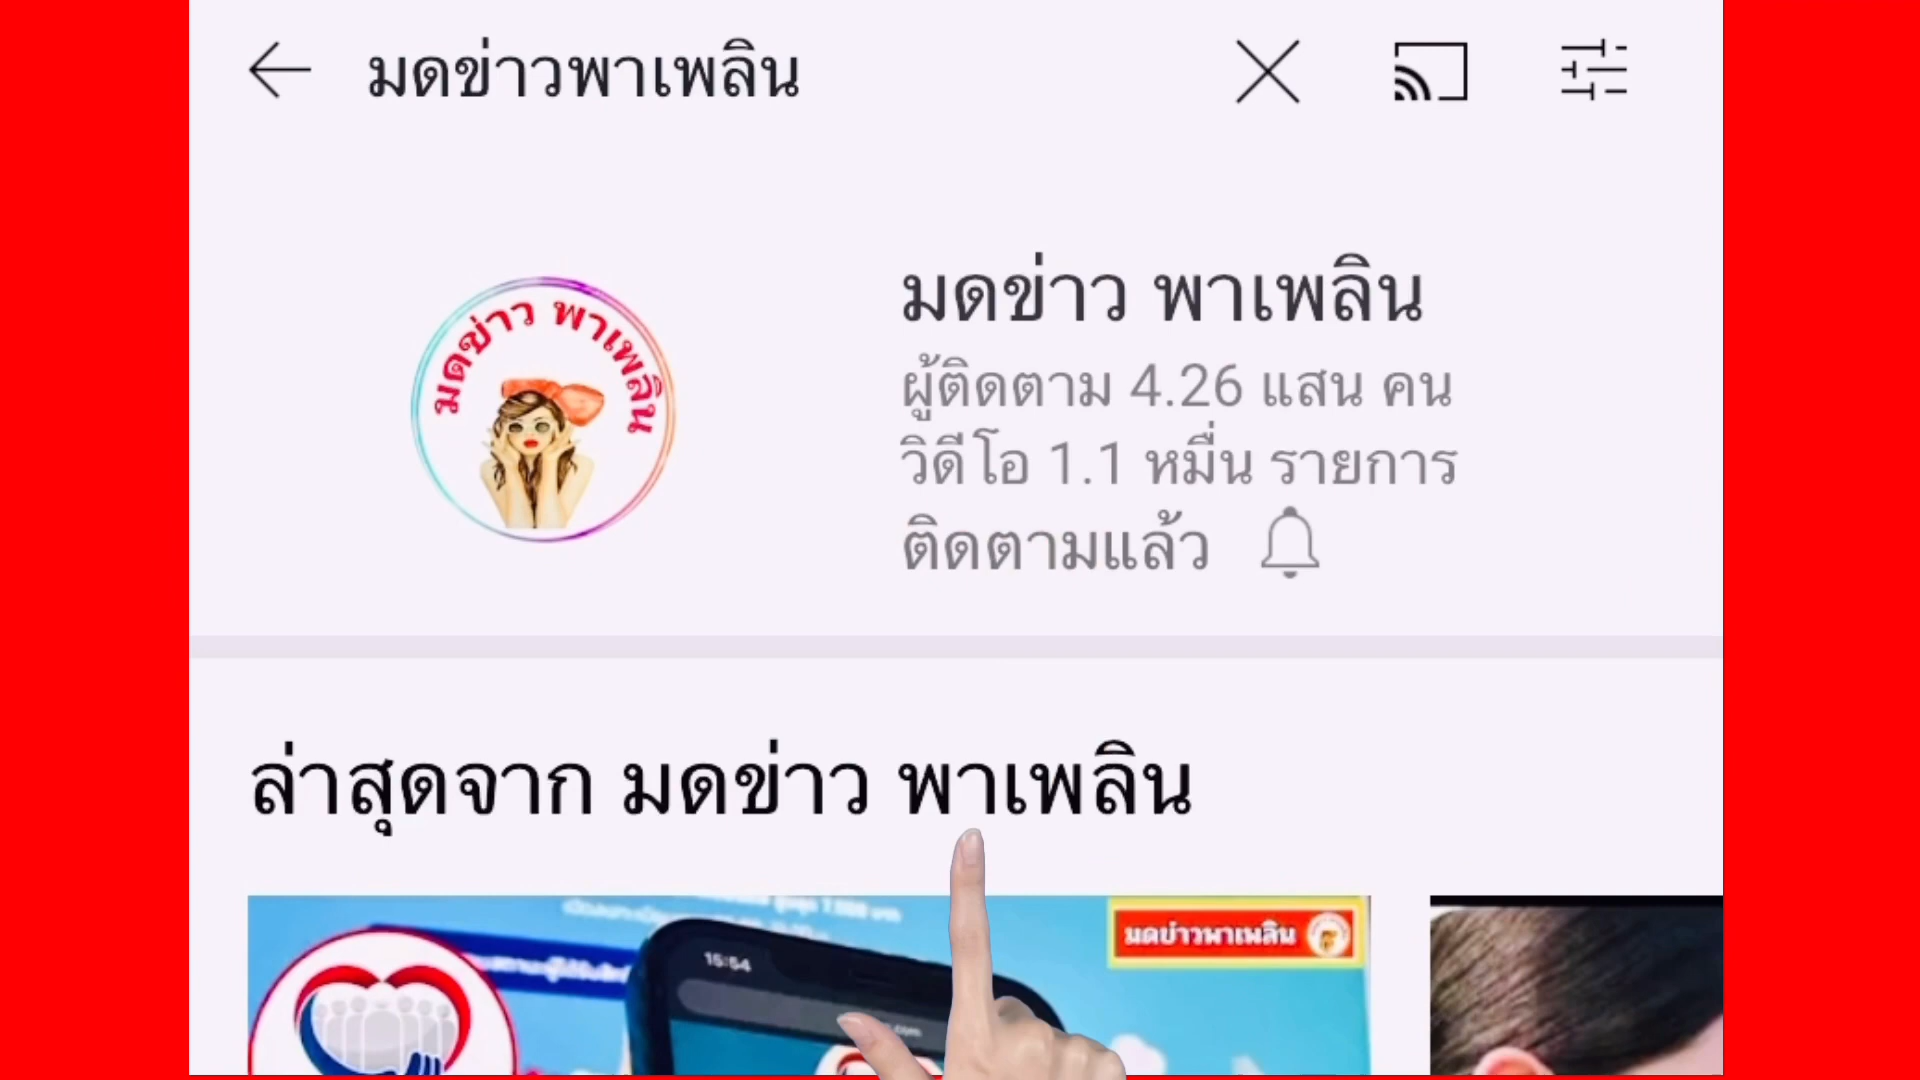 มดข่าวพาเพลิน
มดข่าว พาเพลิน
มดข่าว พาเพลิน
ผู้ติดตาม 4.26 แสน คน
วิดีโอ 1.1 หมื่น รายการ
ติดตามแล้ว
ล่าสุดจาก มดข่าว พาเพลิน
มดข่าวพาเพลิน
15:54